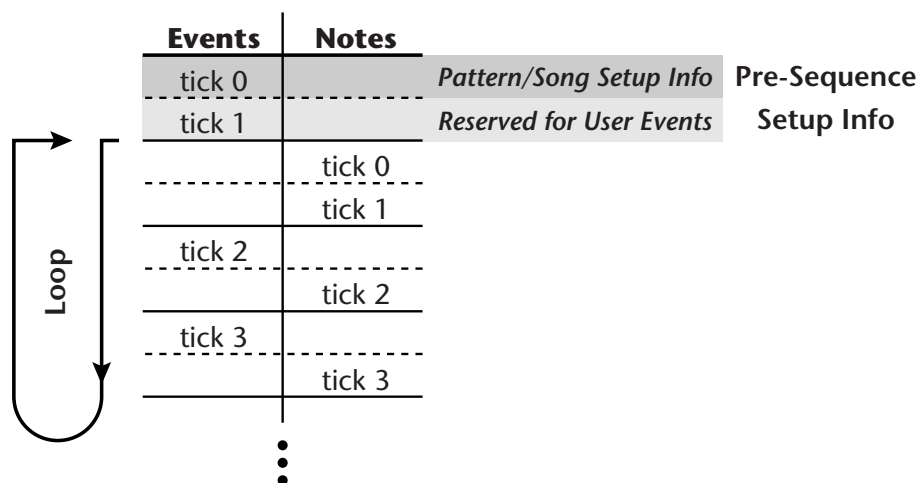 Events Notes
tick 0 Pattern/Song Setup Info Pre-Sequence
tick 1 Reserved for User Events Setup Info
tick 0
tick 1
tick 2
tick 2
tick 3
tick 3
Loop